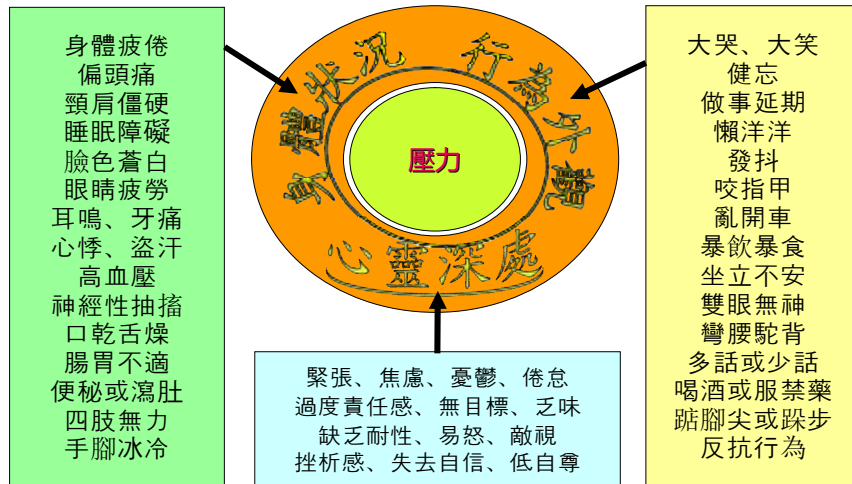 身體疲倦
偏頭痛
頸肩僵硬
睡眠障礙
臉色蒼白
眼睛疲勞
耳鳴、牙痛
心悸、盜汗
高血壓
神經性抽搐
口乾舌燥
腸胃不適
便秘或瀉肚
四肢無力
手腳冰冷
身體狀況
行為外觀
壓力
心靈深處
緊張、焦慮、憂鬱、倦怠
過度責任感、無目標、乏味
缺乏耐性、易怒、敵視
挫析感、失去自信、低自尊
大哭、大笑
健忘
做事延期
懶洋洋
發抖
咬指甲
亂開車
暴飲暴食
坐立不安
雙眼無神
彎腰駝背
多話或少話
喝酒或服禁藥
踮腳尖或跺步
反抗行為